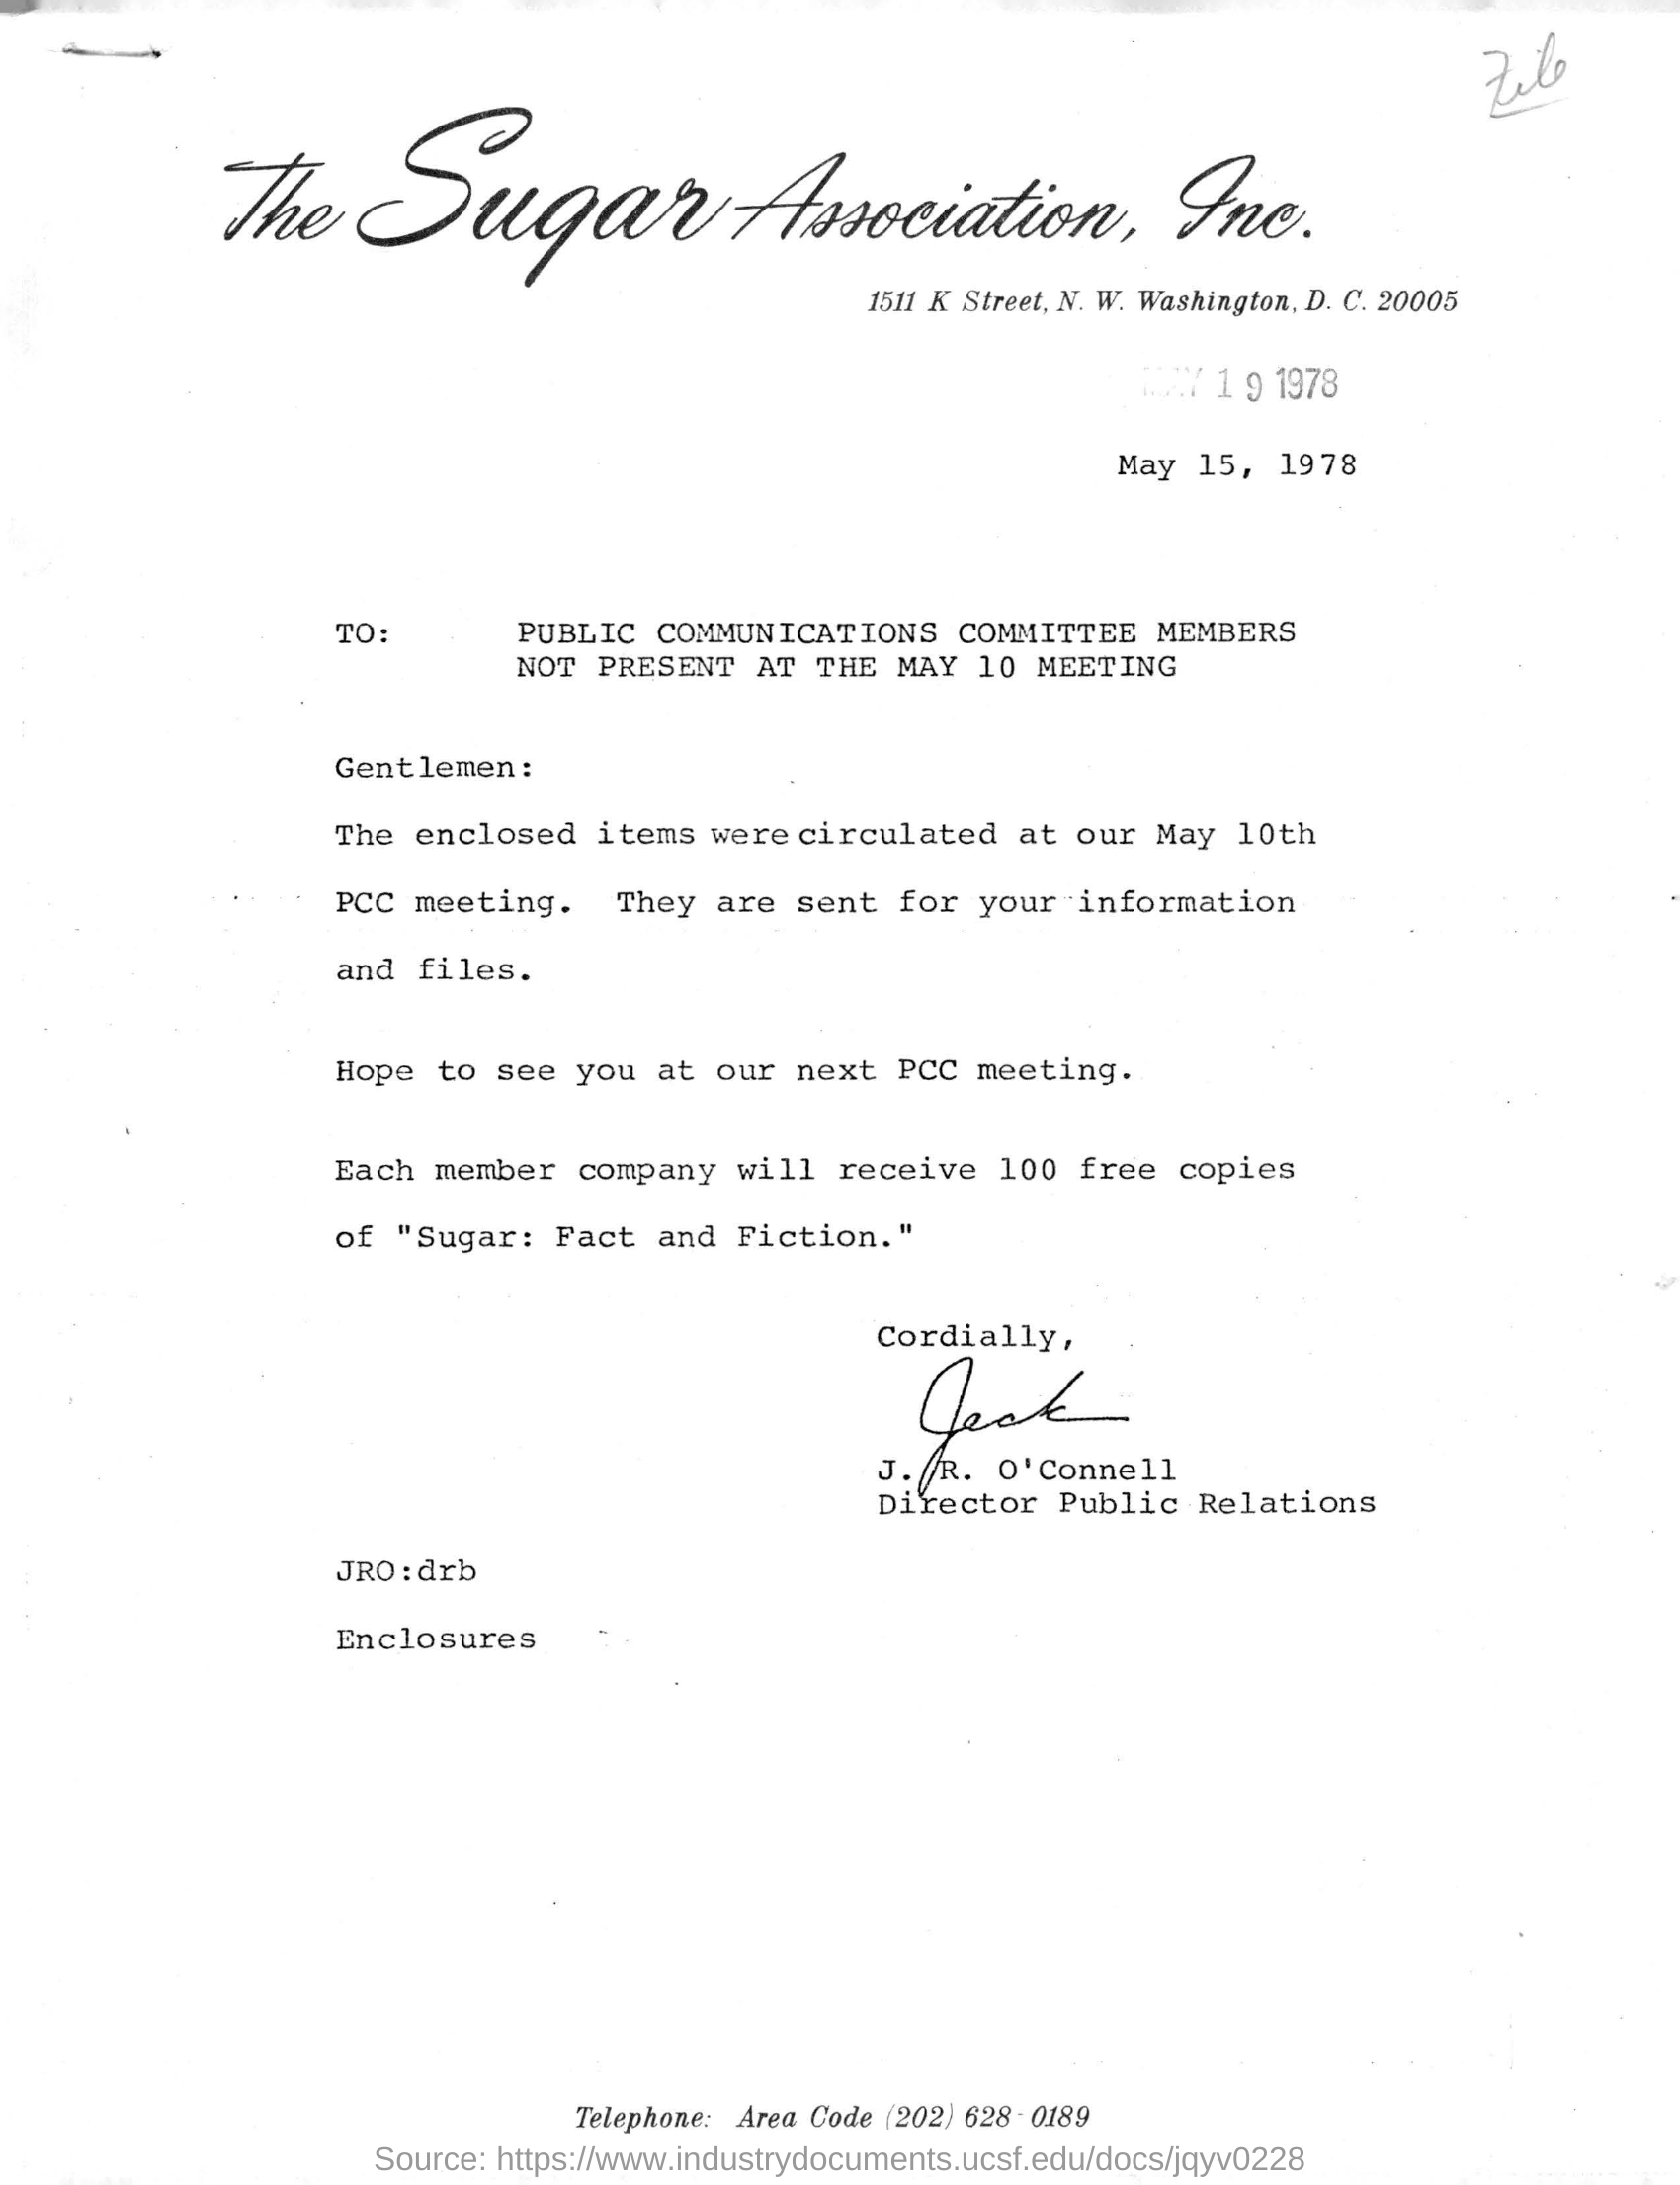 File
The Sugar Association, Inc.
1511 K Street, N. W. Washington, D. C. 20005
MAY 19 1978
May 15, 1978
TO: PUBLIC COMMUNICATIONS COMMITTEE MEMBERS
NOT PRESENT AT THE MAY 10 MEETING
Gentlemen:
The enclosed items were circulated at our May 10th
PCC meeting. They are sent for your information
and files.
Hope to see you at our next PCC meeting.
Each member company will receive 100 free copies
of "Sugar: Fact and Fiction."
Cordially,
Jack
J. R. O'Connell
Director Public Relations
JRO:drb
Enclosures
Telephone: Area Code (202) 628-0189
Source: https://www.industrydocuments.ucsf.edu/docs/jqyv0228